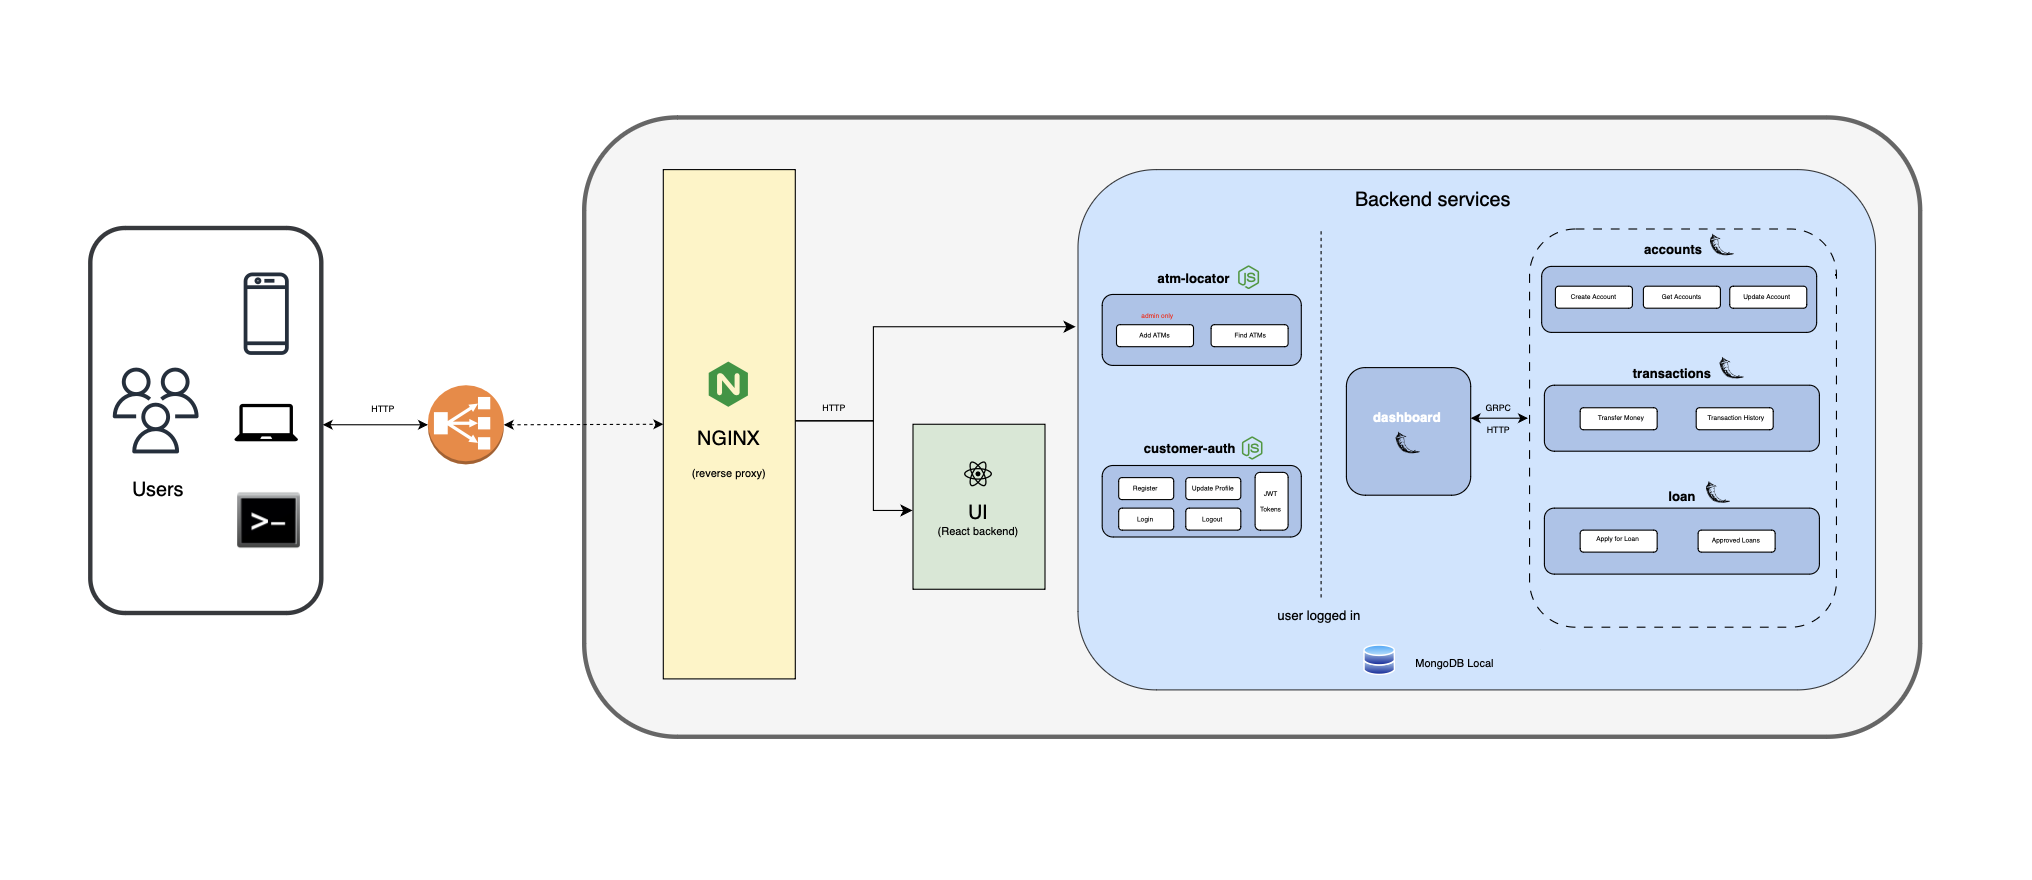 Users
>_
HTTP
N
NGINX
(reverse proxy)
HTTP
UI
(React backend)
Backend services
atm-locator
JS
admin only
Add ATMs
Find ATMs
customer-auth
JS
Register
Update Profile
Login
Logout
JWT
Tokens
user logged in
dashboard
GRPC
HTTP
accounts
Create Account
Get Accounts
Update Account
transactions
Transfer Money
Transaction History
loan
Apply for Loan
Approved Loans
MongoDB Local